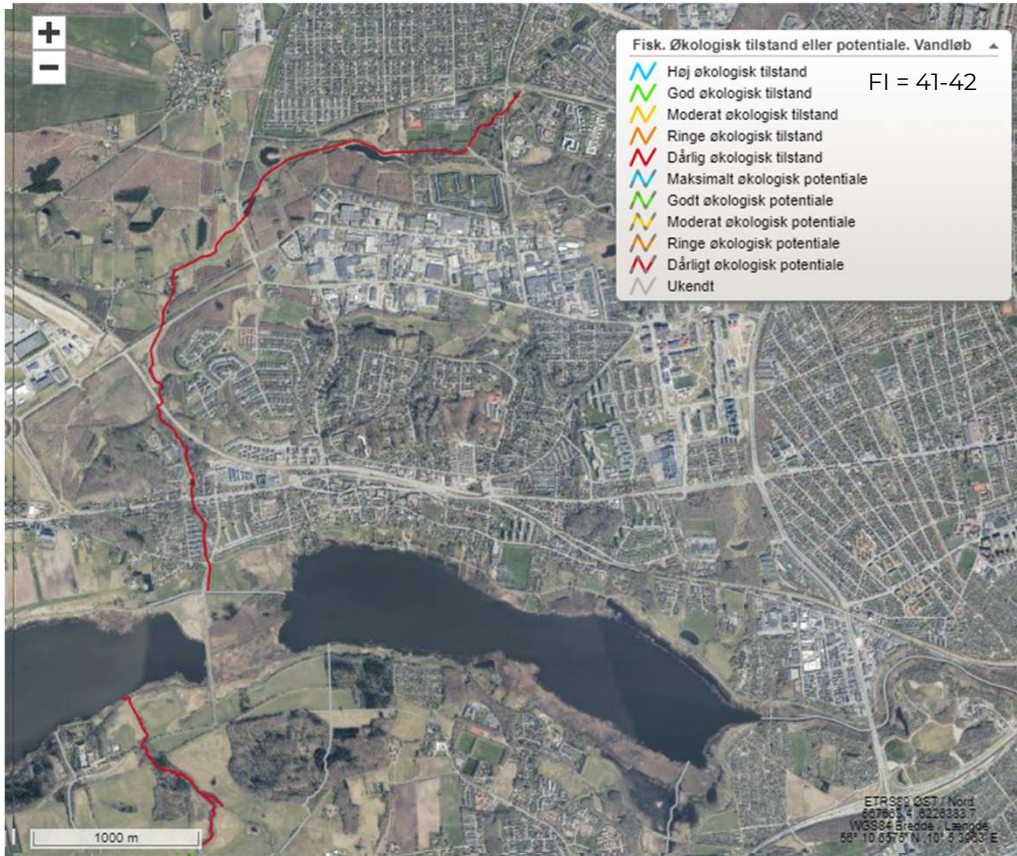 +
−
Fisk. Økologisk tilstand eller potentiale. Vandløb
FI = 41-42
Høj økologisk tilstand
God økologisk tilstand
Moderat økologisk tilstand
Ringe økologisk tilstand
Dårlig økologisk tilstand
Maksimalt økologisk potentiale
Godt økologisk potentiale
Moderat økologisk potentiale
Ringe økologisk potentiale
Dårligt økologisk potentiale
Ukendt
1000 m
ETRS89 ØST / Nord
WGS84 Bredde / Længde